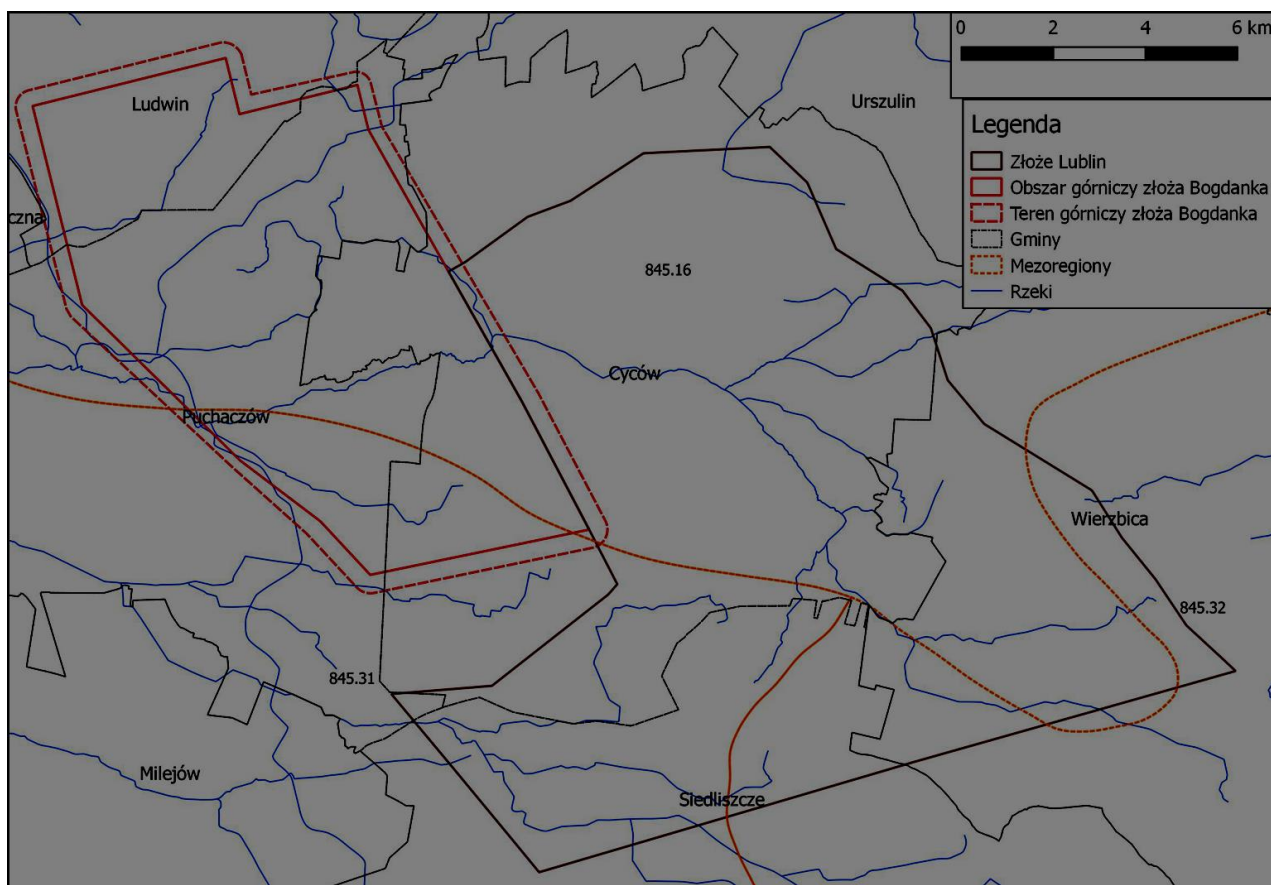 0 2 4 6 km
Ludwin
Urszulin
Legenda
Złoże Lublin
Obszar górniczy złoża Bogdanka
Teren górniczy złoża Bogdanka
Gminy
Mezoregiony
Rzeki
czna
845.16
Cyców
Puchaczów
Wierzbica
845.32
845.31
Milejów
Siedliszcze